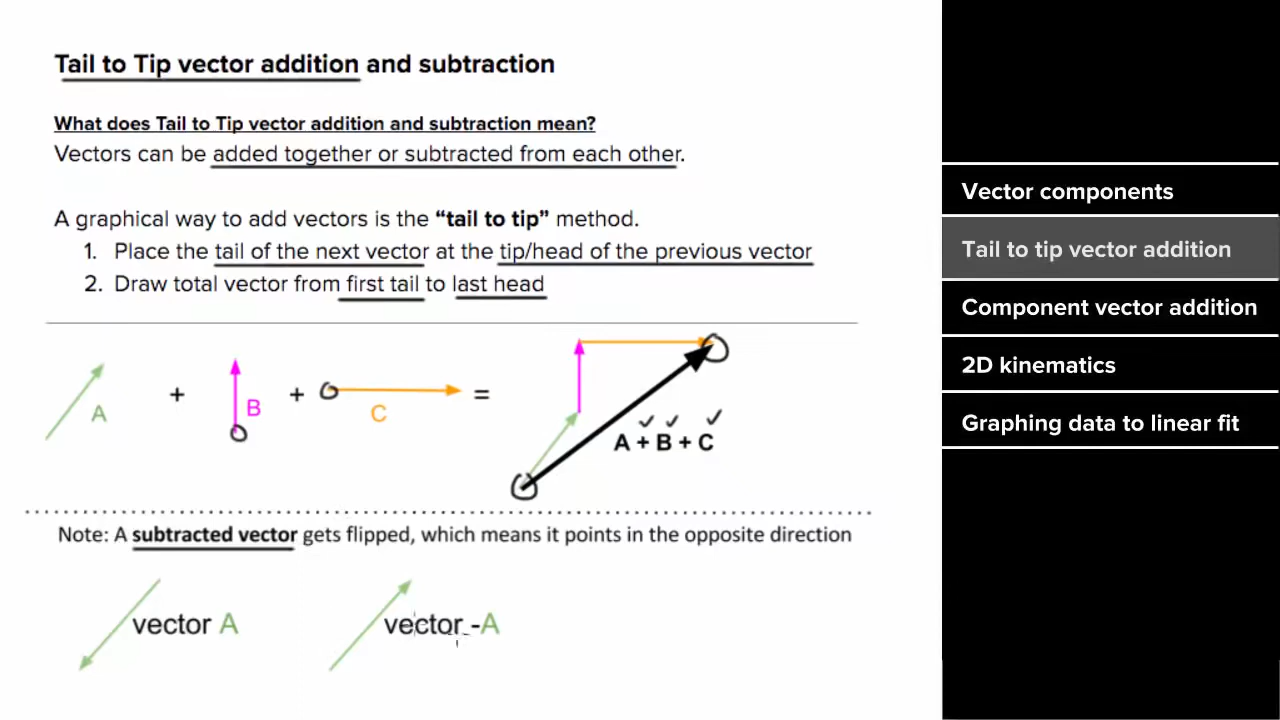 Tail to Tip vector addition and subtraction
What does Tail to Tip vector addition and subtraction mean?
Vectors can be added together or subtracted from each other.
A graphical way to add vectors is the “tail to tip” method.
1. Place the tail of the next vector at the tip/head of the previous vector
2. Draw total vector from first tail to last head
A
+
B
+
C
=
A + B + C
Note: A subtracted vector gets flipped, which means it points in the opposite direction
vector A
vector -A
Vector components
Tail to tip vector addition
Component vector addition
2D kinematics
Graphing data to linear fit